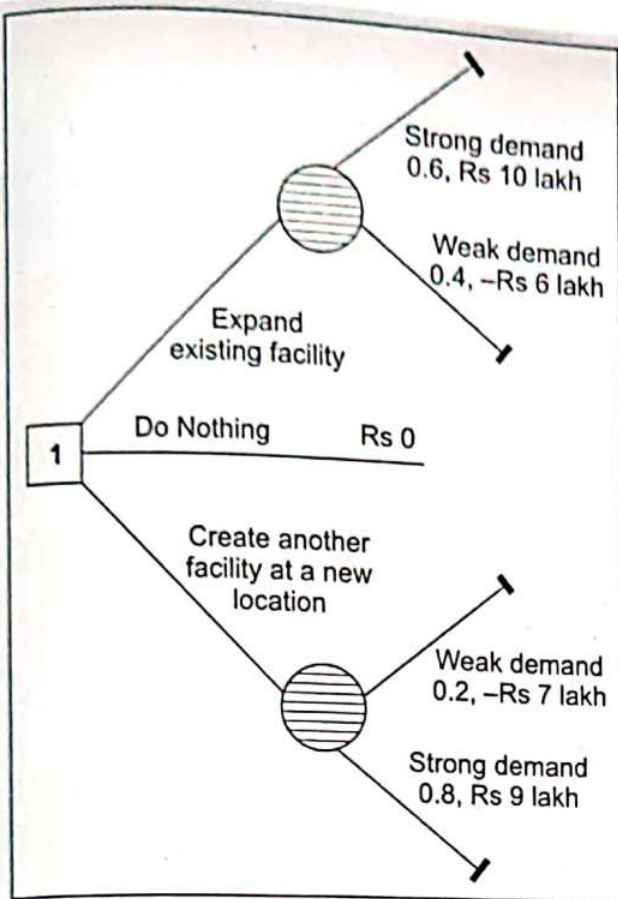 Strong demand
0.6, Rs 10 lakh
Weak demand
0.4, –Rs 6 lakh
Expand
existing facility
Do Nothing
Rs 0
1
Create another
facility at a new
location
Weak demand
0.2, –Rs 7 lakh
Strong demand
0.8, Rs 9 lakh